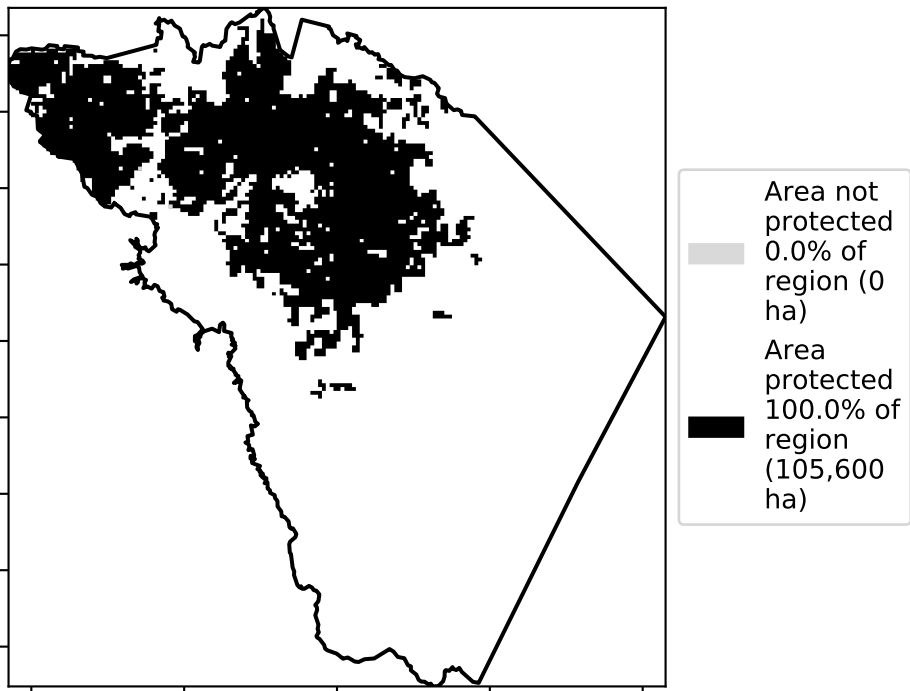 Area not
protected
0.0% of
region (0
ha)
Area
protected
100.0% of
region
(105,600
ha)